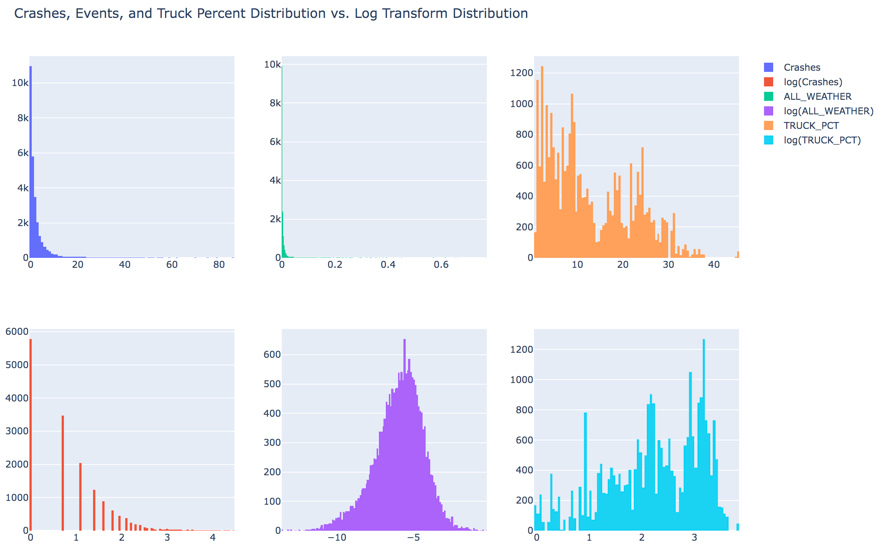 Crashes, Events, and Truck Percent Distribution vs. Log Transform Distribution
10k
8k
6k
4k
2k
0
0 20 40 60 80
10k
8k
6k
4k
2k
0
0 0.2 0.4 0.6
1200
1000
800
600
400
200
0
10 20 30 40
Crashes
log(Crashes)
ALL_WEATHER
log(ALL_WEATHER)
TRUCK_PCT
log(TRUCK_PCT)
6000
5000
4000
3000
2000
1000
0
0 1 2 3 4
600
500
400
300
200
100
0
−10 −5
1200
1000
800
600
400
200
0
0 1 2 3